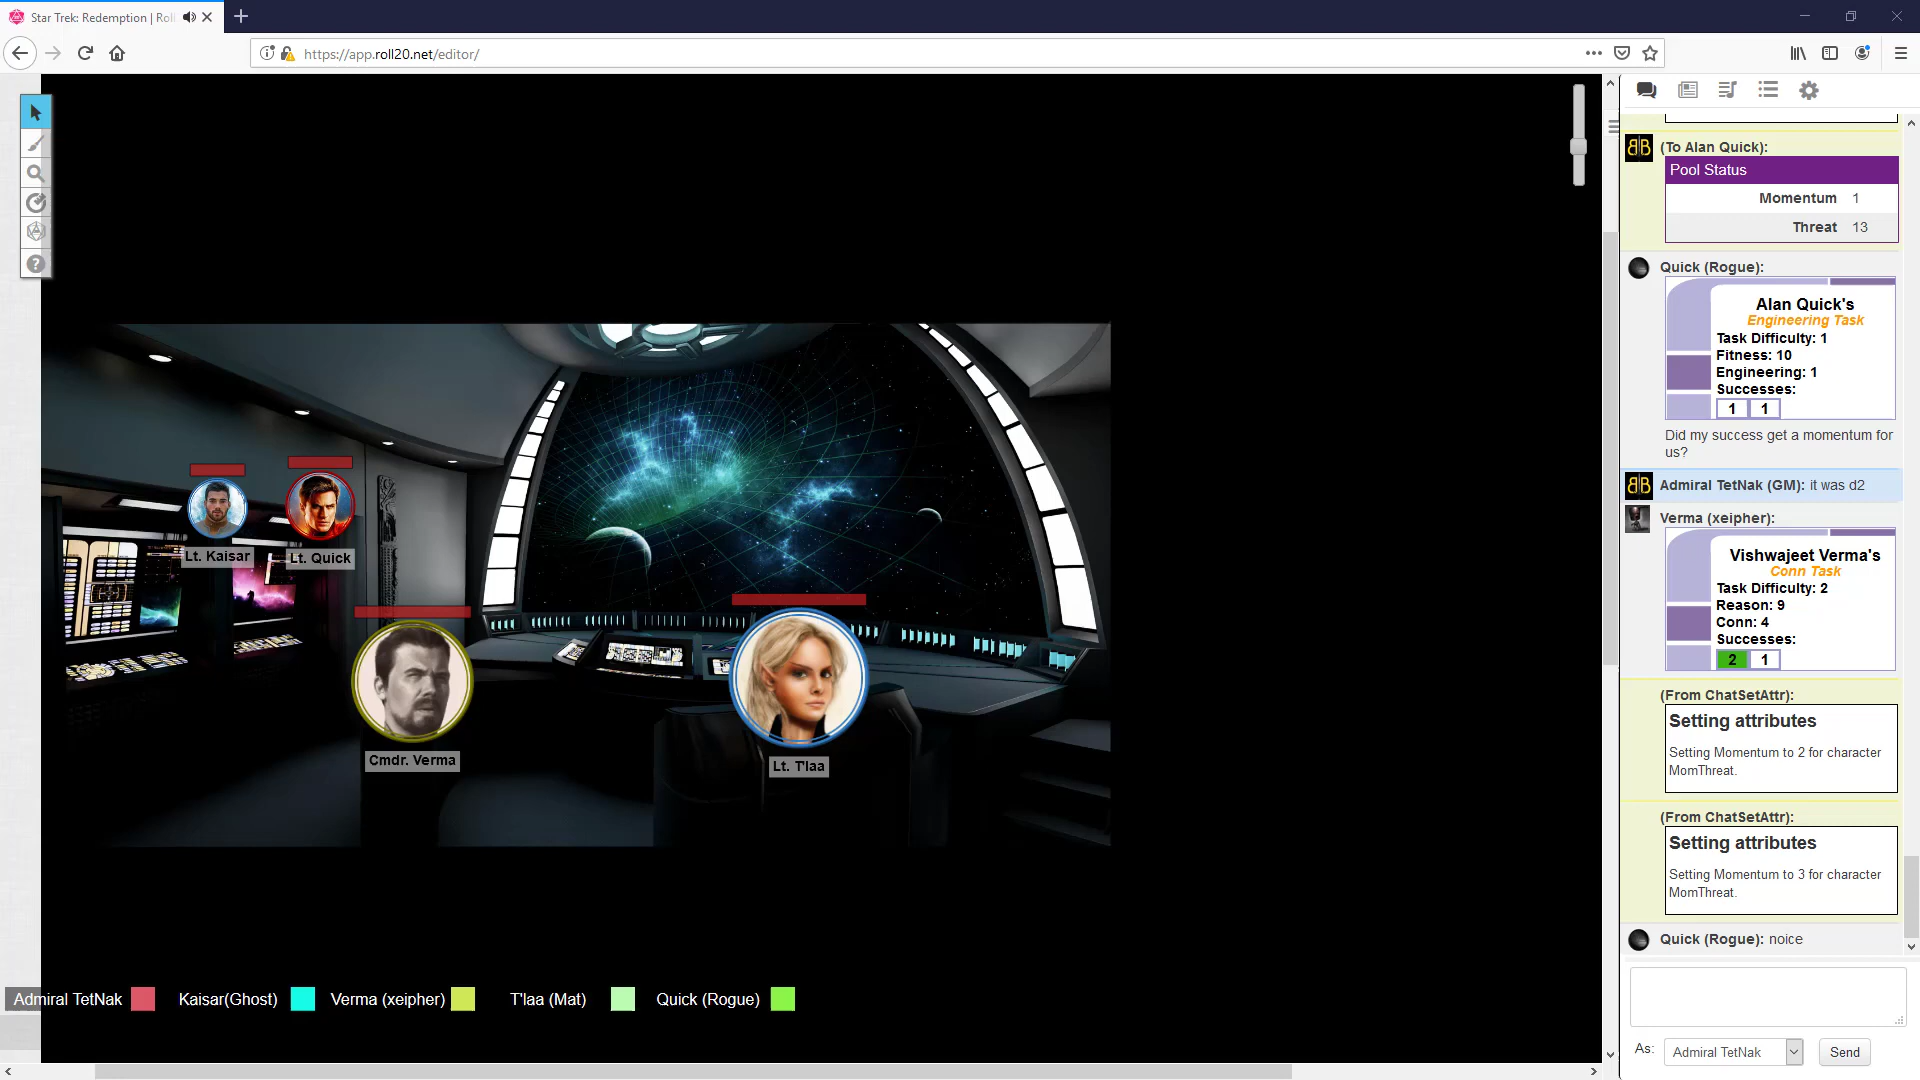 Star Trek: Redemption | Roll
https://app.roll20.net/editor/
(To Alan Quick):
Pool Status
Momentum 1
Threat 13
Quick (Rogue):
Alan Quick's
Engineering Task
Task Difficulty: 1
Fitness: 10
Engineering: 1
Successes:
1 1
Did my success get a momentum for
us?
Admiral TetNak (GM): it was d2
Verma (xeipher):
Vishwajeet Verma's
Conn Task
Task Difficulty: 2
Reason: 9
Conn: 4
Successes:
2 1
(From ChatSetAttr):
Setting attributes
Setting Momentum to 2 for character
MomThreat.
(From ChatSetAttr):
Setting attributes
Setting Momentum to 3 for character
MomThreat.
Quick (Rogue): noice
As: Admiral TetNak Send
Lt. Kaisar
Lt. Quick
Cmdr. Verma
Lt. T'laa
Admiral TetNak Kaisar(Ghost) Verma (xeipher) T'laa (Mat) Quick (Rogue)